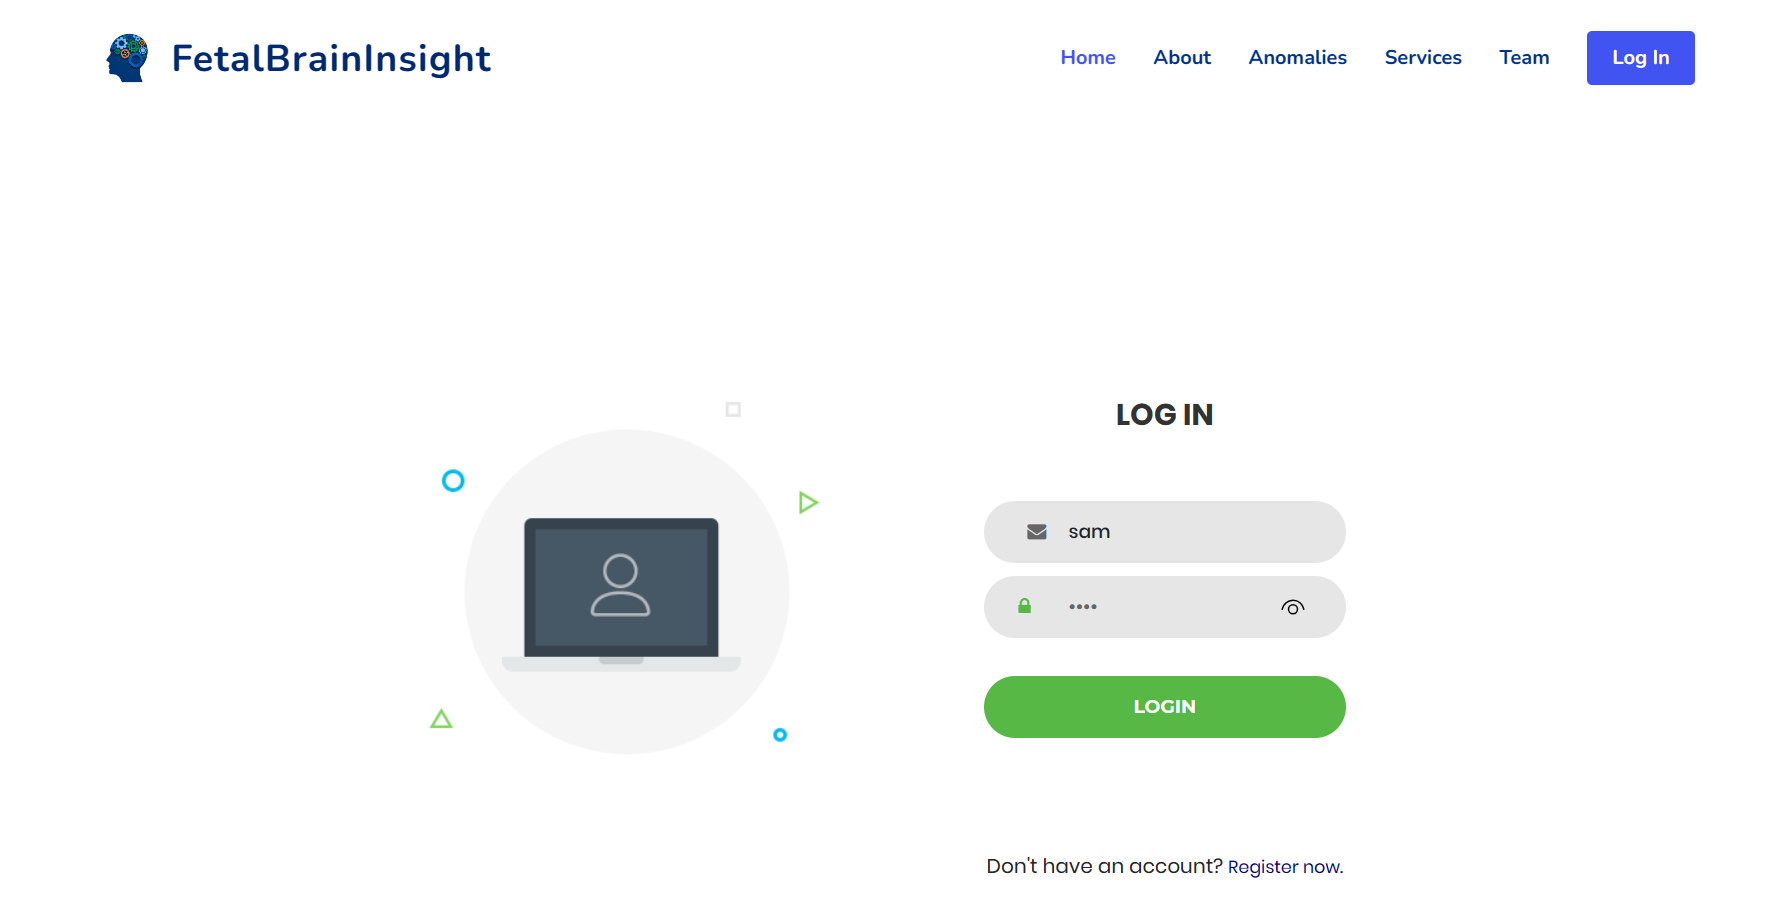 FetalBrainInsight
Home About Anomalies Services Team Log In
LOG IN
sam
••••
LOGIN
Don't have an account? Register now.